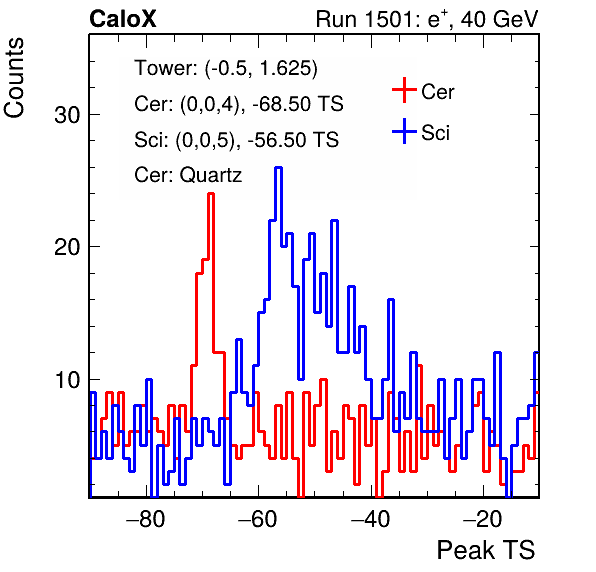 CaloX Run 1501: e⁺, 40 GeV
Counts
Tower: (-0.5, 1.625)
Cer: (0,0,4), -68.50 TS
Sci: (0,0,5), -56.50 TS
Cer: Quartz
Cer
Sci
30
20
10
−80 −60 −40 −20
Peak TS